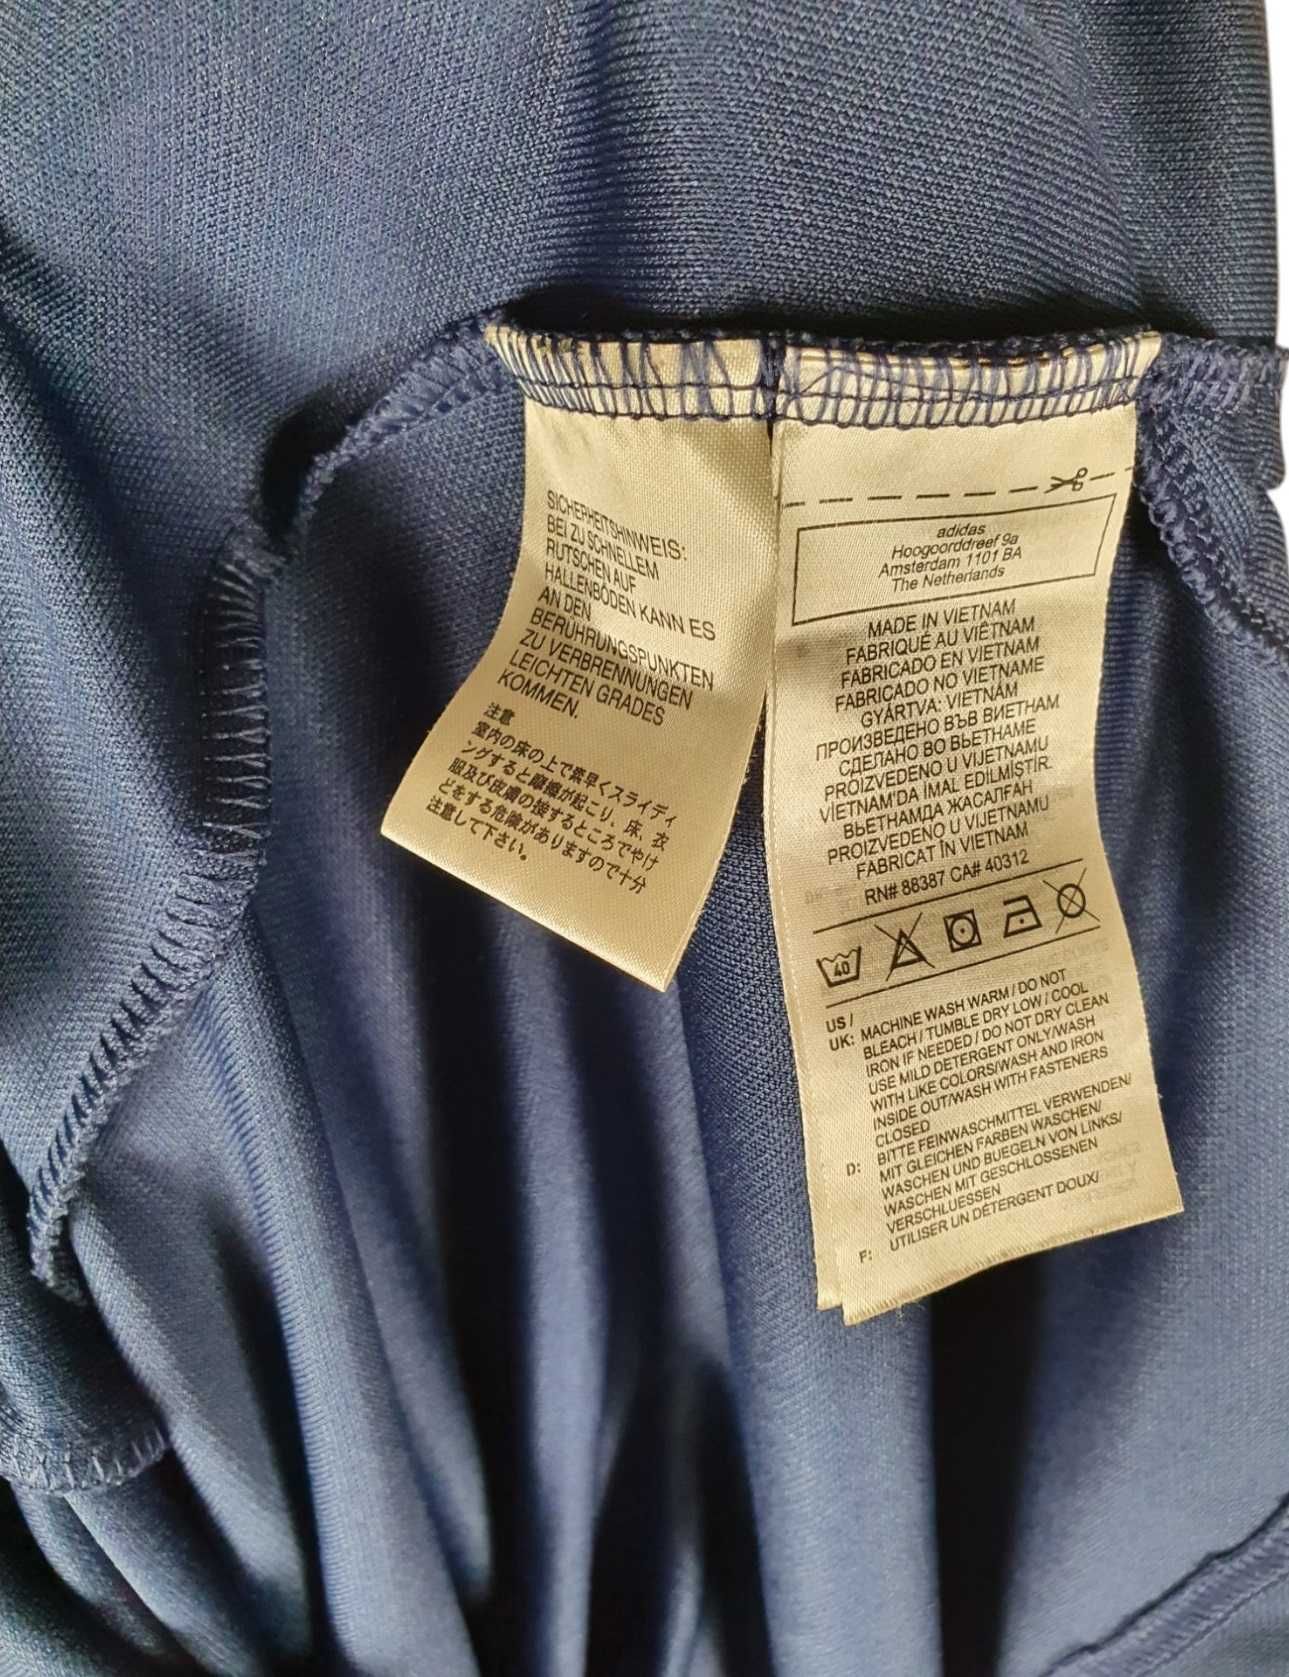 SICHERHEITSHINWEIS:
BEI ZU SCHNELLEM
RUTSCHEN AUF
HALLENBÖDEN KANN ES
AN DEN
BERÜHRUNGSPUNKTEN
ZU VERBRENNUNGEN
LEICHTEN GRADES
KOMMEN.
注意
室内の床の上で素早くスライディ
ングすると摩擦が起こり、床、衣
服及び皮膚の接するところでやけ
どをする危険がありますので十分
注意して下さい。
adidas
Hoogoorddreef 9a
Amsterdam 1101 BA
The Netherlands
MADE IN VIETNAM
FABRIQUÉ AU VIÊTNAM
FABRICADO EN VIETNAM
FABRICADO NO VIETNAME
GYÁRTVA: VIETNÁM
ПРОИЗВЕДЕНО ВЪВ ВИЕТНАМ
СДЕЛАНО ВО ВЬЕТНАМЕ
PROIZVEDENO U VIJETNAMU
VİETNAM'DA İMAL EDİLMİŞTİR.
ВЬЕТНАМДА ЖАСАЛҒАН
PROIZVEDENO U VIJETNAMU
FABRICAT ÎN VIETNAM
RN# 88387 CA# 40312
40
US / UK: MACHINE WASH WARM / DO NOT
BLEACH / TUMBLE DRY LOW / COOL
IRON IF NEEDED / DO NOT DRY CLEAN
USE MILD DETERGENT ONLY/WASH
WITH LIKE COLORS/WASH AND IRON
INSIDE OUT/WASH WITH FASTENERS
CLOSED
D: BITTE FEINWASCHMITTEL VERWENDEN/
MIT GLEICHEN FARBEN WASCHEN/
WASCHEN UND BUEGELN VON LINKS/
WASCHEN MIT GESCHLOSSENEN
VERSCHLUESSEN
F: UTILISER UN DÉTERGENT DOUX/